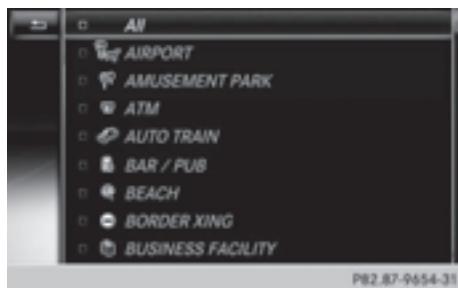 All
AIRPORT
AMUSEMENT PARK
ATM
AUTO TRAIN
BAR / PUB
BEACH
BORDER XING
BUSINESS FACILITY
P82.87-9654-31